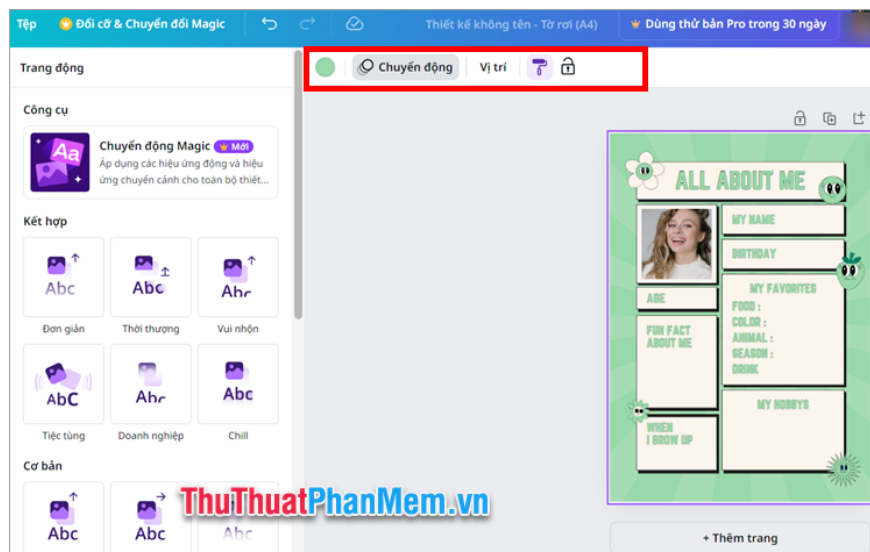 Tệp
Đổi cỡ & Chuyển đổi Magic
Thiết kế không tên - Tờ rơi (A4)
Dùng thử bản Pro trong 30 ngày
Trang động
Chuyển động
Vị trí
Công cụ
Aa
Chuyển động Magic
Mới
Áp dụng các hiệu ứng động và hiệu
ứng chuyển cảnh cho toàn bộ thiết...
Kết hợp
Abc
Abc
Abc
Đơn giản
Thời thượng
Vui nhộn
AbC
Abc
Abc
Tiệc tùng
Doanh nghiệp
Chill
Cơ bản
Abc
Abc
Abc
ThuThuatPhanMem.vn
ALL ABOUT ME
MY NAME
BIRTHDAY
AGE
MY FAVORITES
FOOD :
COLOR :
ANIMAL :
SEASON :
DRINK
FUN FACT
ABOUT ME
MY HOBBYS
WHEN
I GROW UP
+ Thêm trang